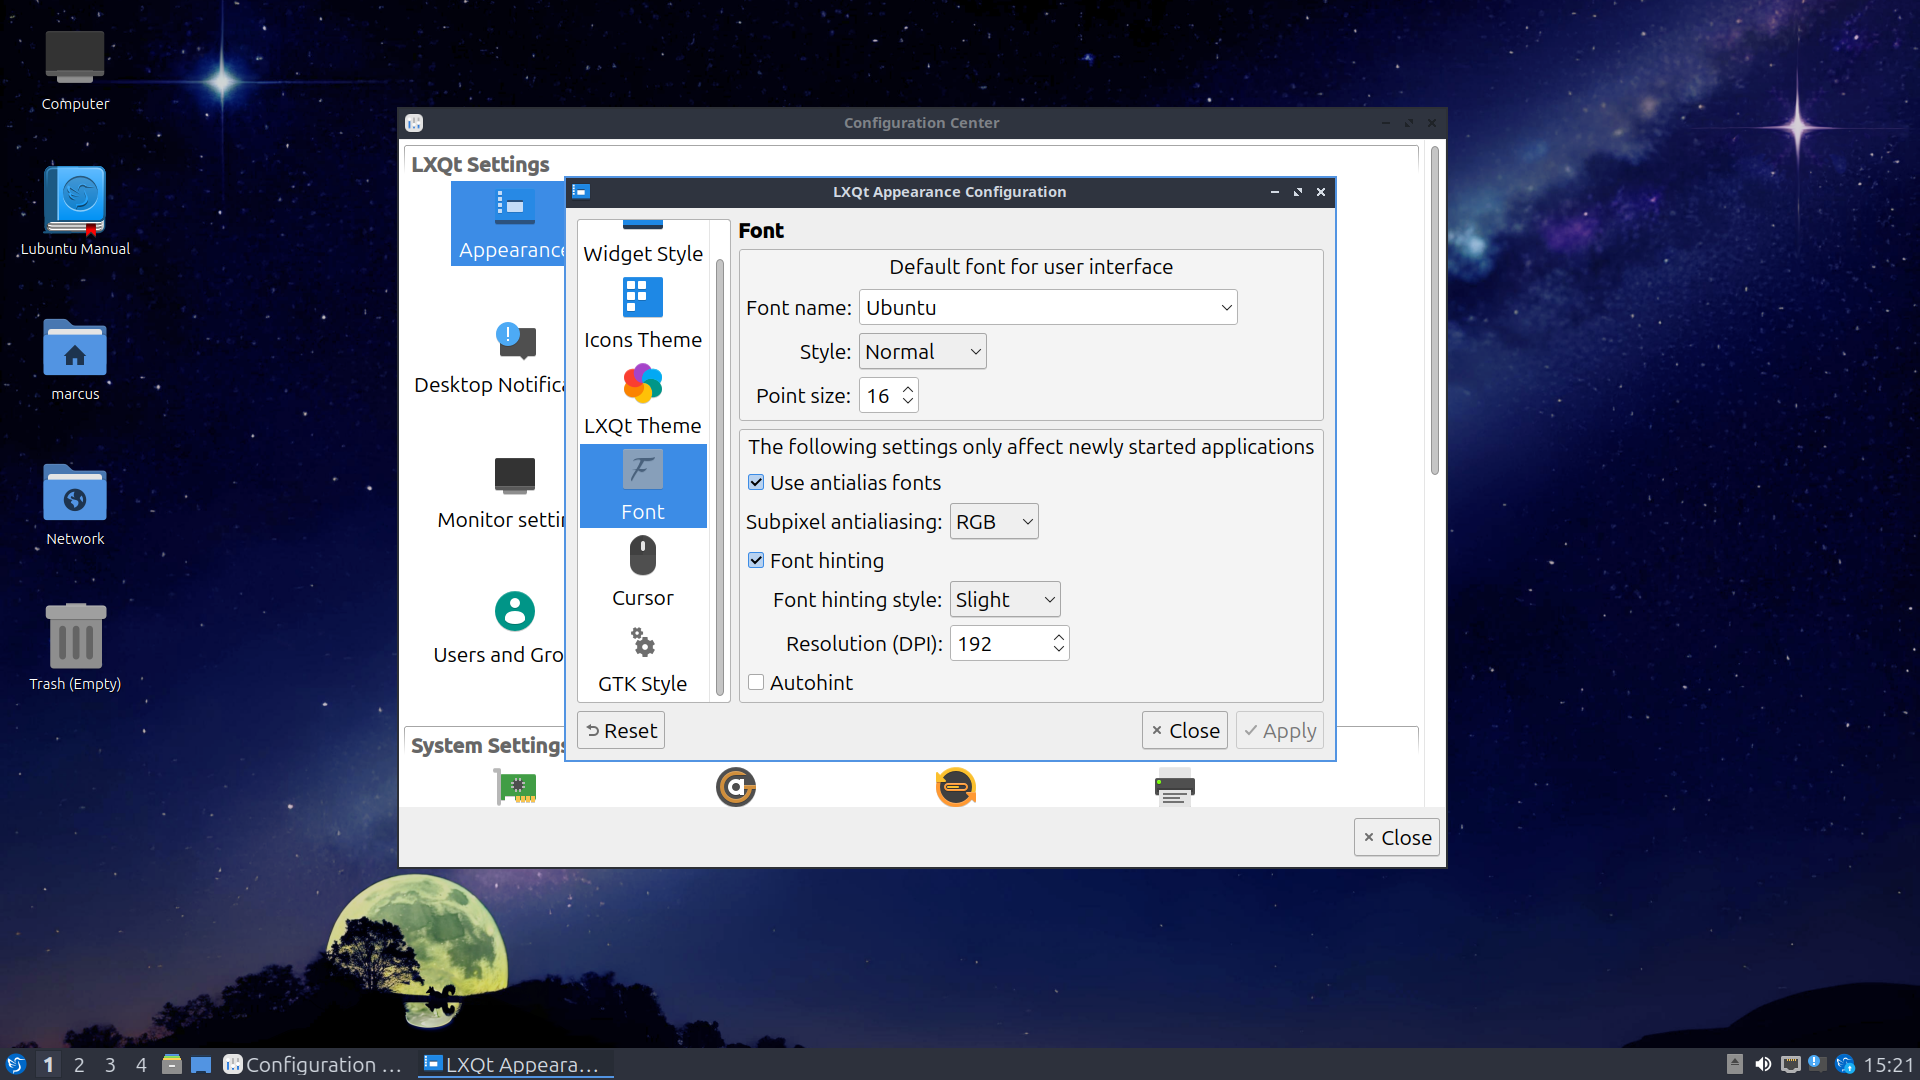 Computer
Lubuntu Manual
marcus
Network
Trash (Empty)
Configuration Center
LXQt Settings
Appearance
Desktop Notifica
Monitor settin
Users and Gro
System Settings
Close
LXQt Appearance Configuration
Widget Style
Icons Theme
LXQt Theme
Font
Cursor
GTK Style
Font
Default font for user interface
Font name: Ubuntu
Style: Normal
Point size: 16
The following settings only affect newly started applications
Use antialias fonts
Subpixel antialiasing: RGB
Font hinting
Font hinting style: Slight
Resolution (DPI): 192
Autohint
Reset
Close
Apply
1 2 3 4 Configuration ... LXQt Appeara... 15:21